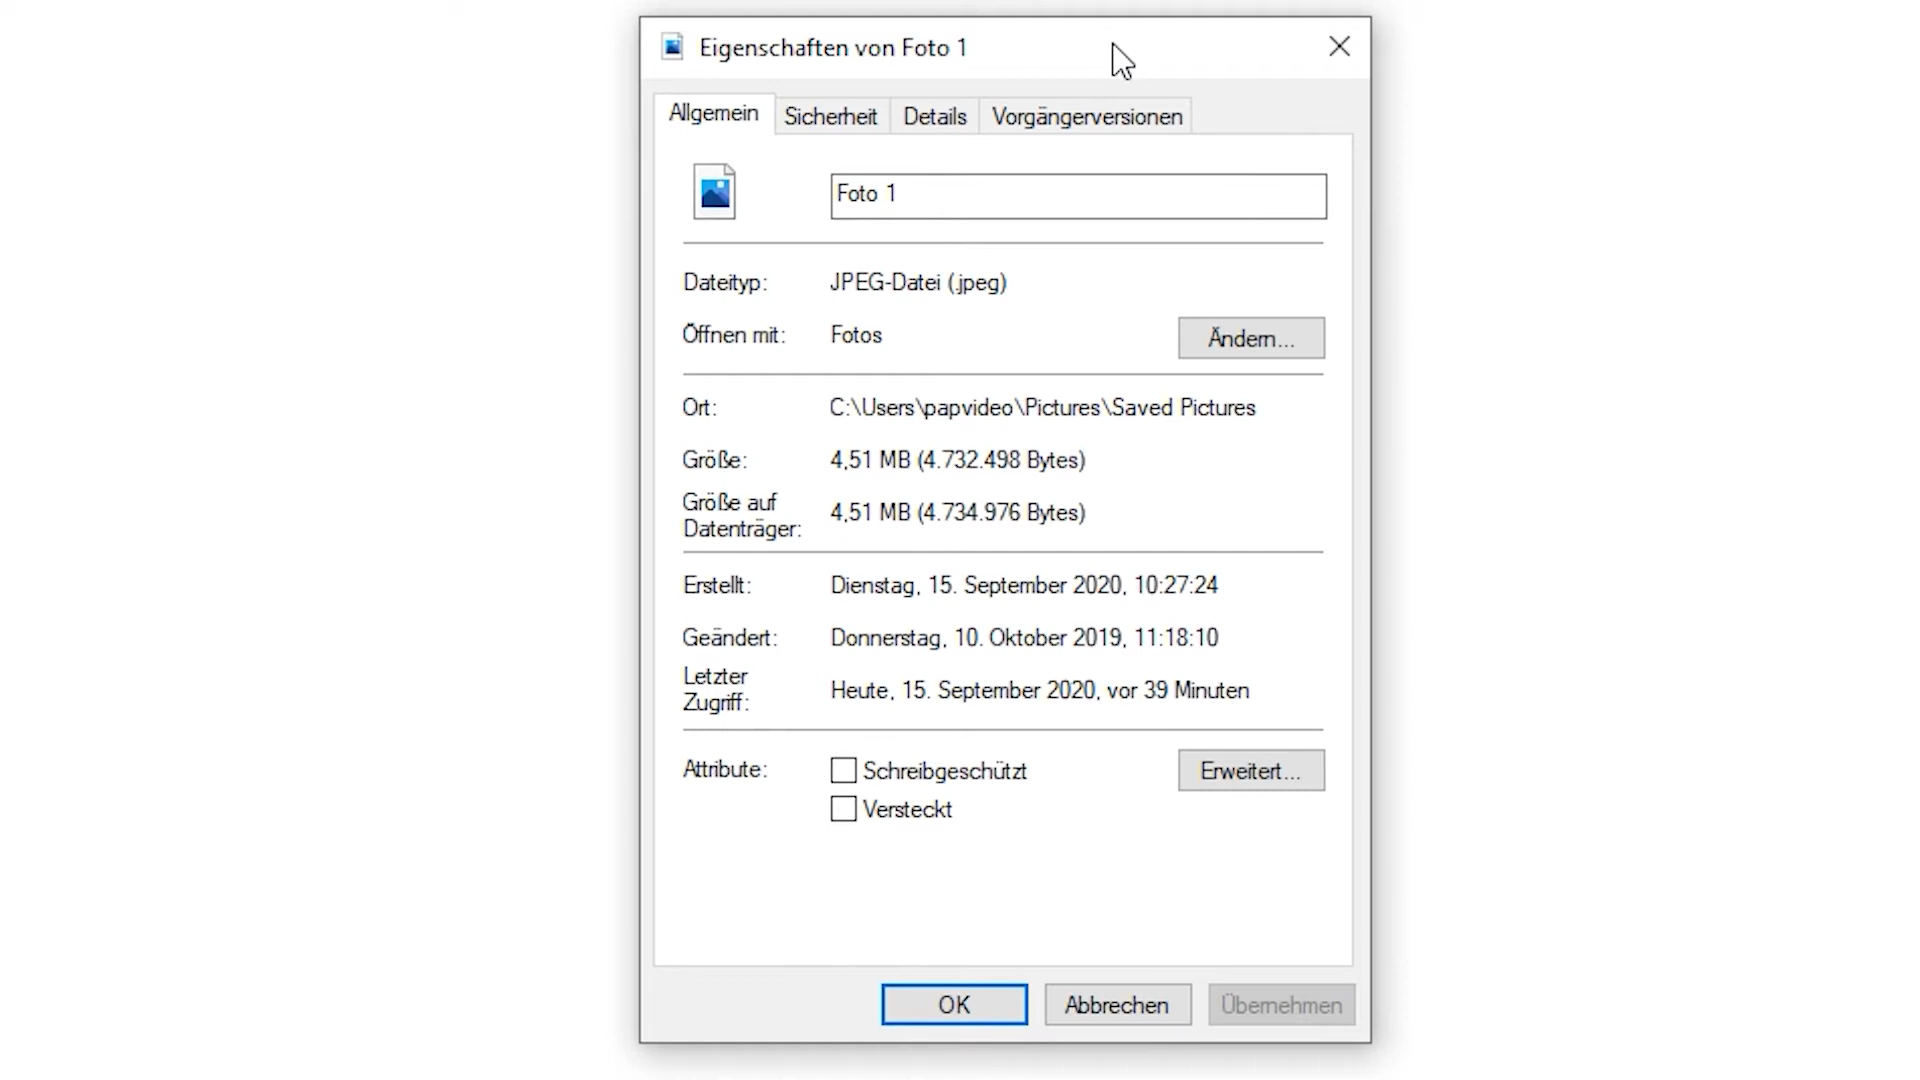 Eigenschaften von Foto 1
Allgemein Sicherheit Details Vorgängerversionen
Foto 1
Dateityp: JPEG-Datei (.jpeg)
Öffnen mit: Fotos Ändern...
Ort: C:\Users\papvideo\Pictures\Saved Pictures
Größe: 4,51 MB (4.732.498 Bytes)
Größe auf
Datenträger: 4,51 MB (4.734.976 Bytes)
Erstellt: Dienstag, 15. September 2020, 10:27:24
Geändert: Donnerstag, 10. Oktober 2019, 11:18:10
Letzter
Zugriff: Heute, 15. September 2020, vor 39 Minuten
Attribute: Schreibgeschützt Erweitert...
Versteckt
OK Abbrechen Übernehmen